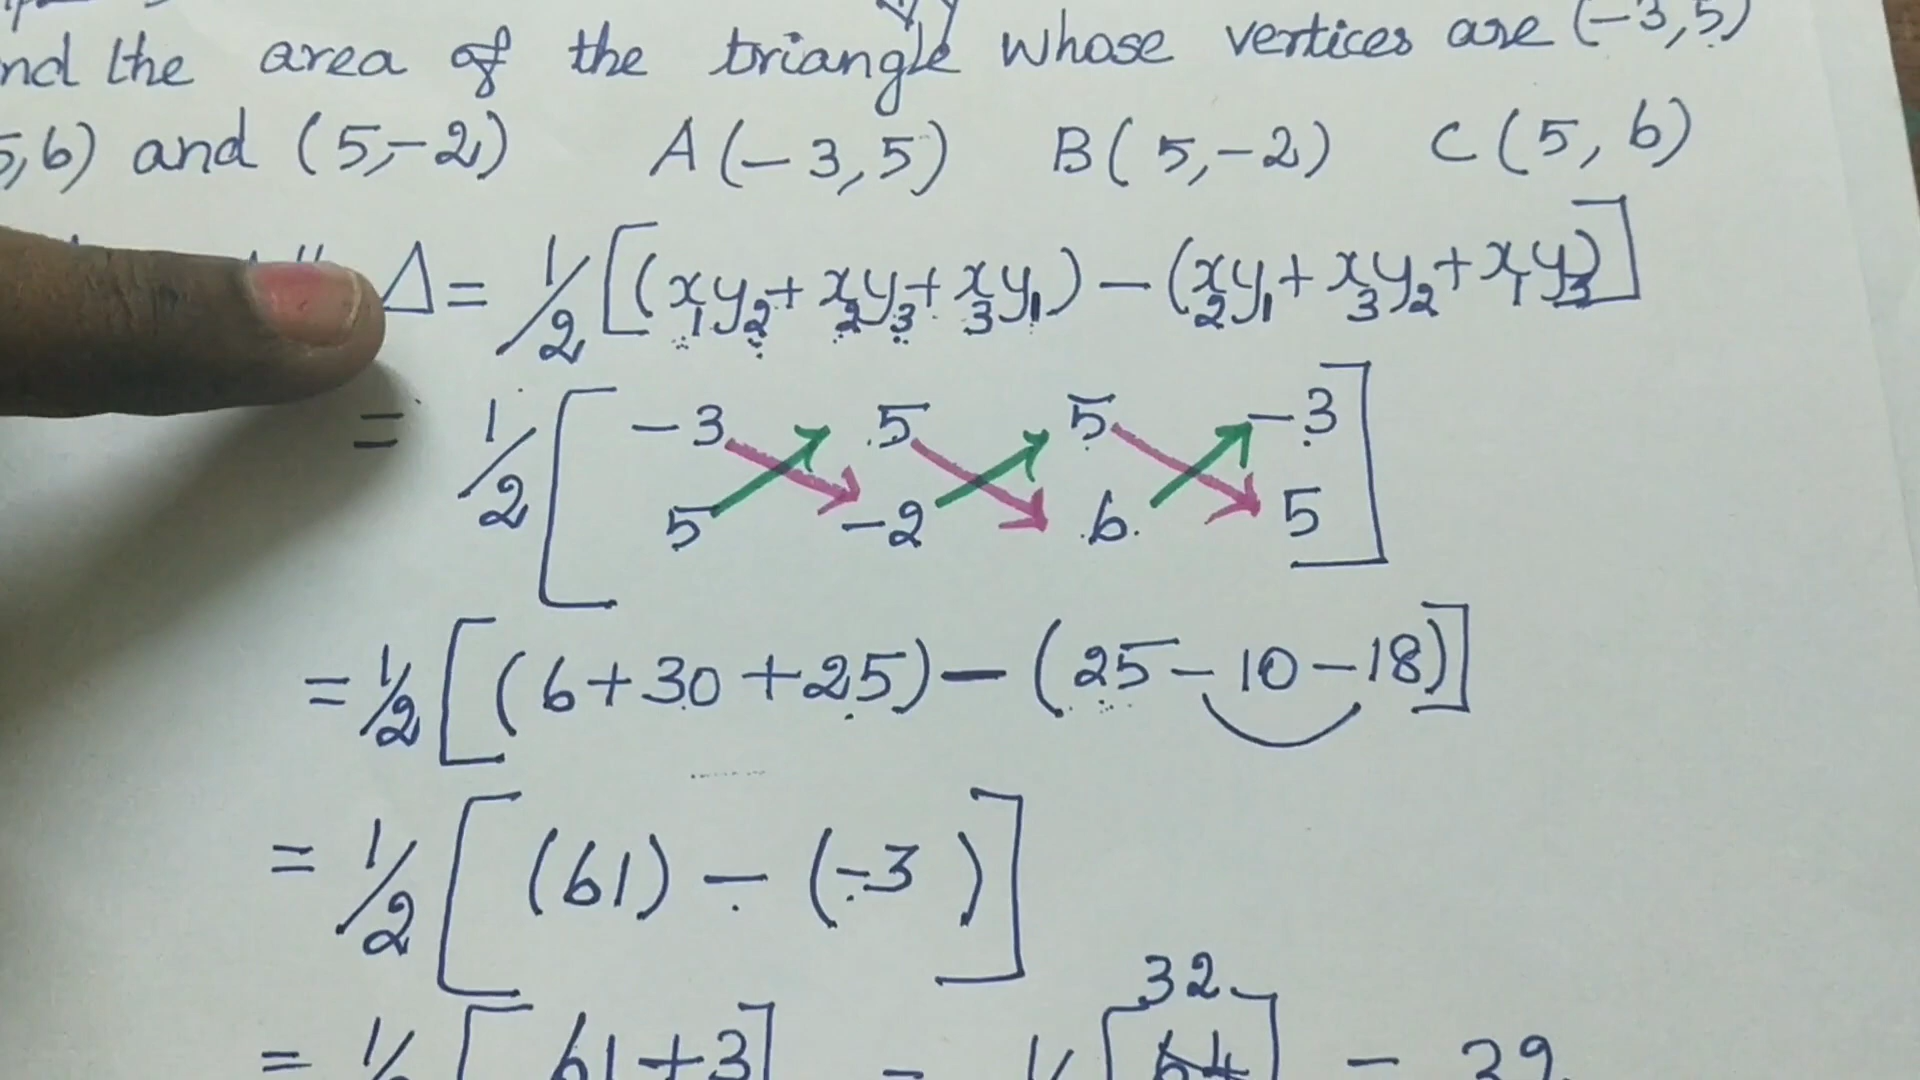 the area of the triangle whose vertices are (-3,5)
5,6) and (5,-2) A(-3,5) B(5,-2) C(5,6)
Δ = 1/2 [(x₁y₂+x₂y₃+x₃y₁) - (x₂y₁+x₃y₂+x₁y₃)]
= 1/2 [ -3 5 5 -3
5 -2 6 5 ]
= 1/2 [(6+30+25) - (25-10-18)]
= 1/2 [(61) - (-3)]
32
= 1/2 [61+3] = 1/2 [64] = 32